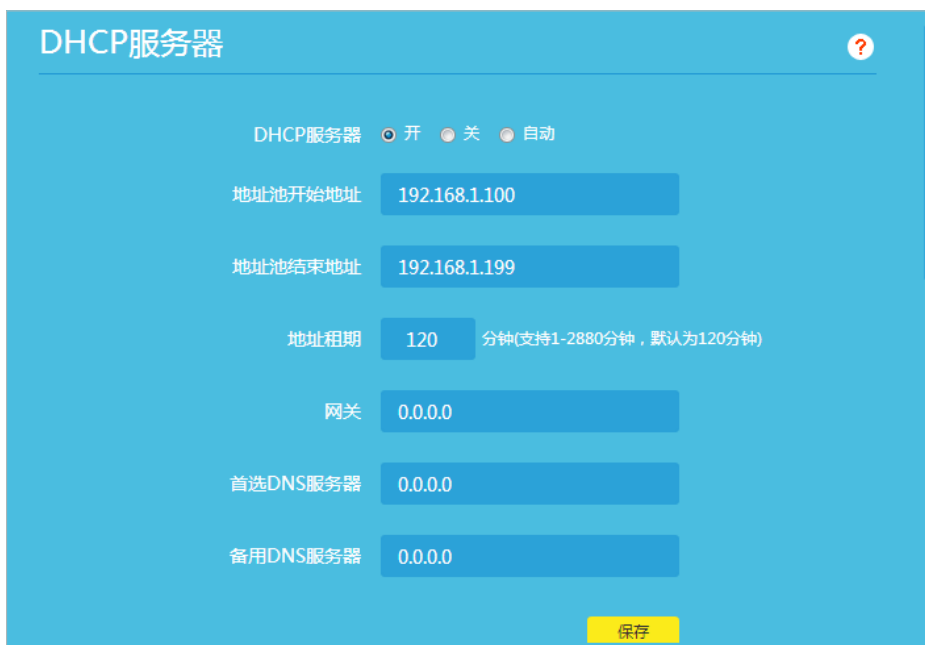 DHCP服务器
?
DHCP服务器 开 关 自动
地址池开始地址 192.168.1.100
地址池结束地址 192.168.1.199
地址租期 120 分钟(支持1-2880分钟，默认为120分钟)
网关 0.0.0.0
首选DNS服务器 0.0.0.0
备用DNS服务器 0.0.0.0
保存